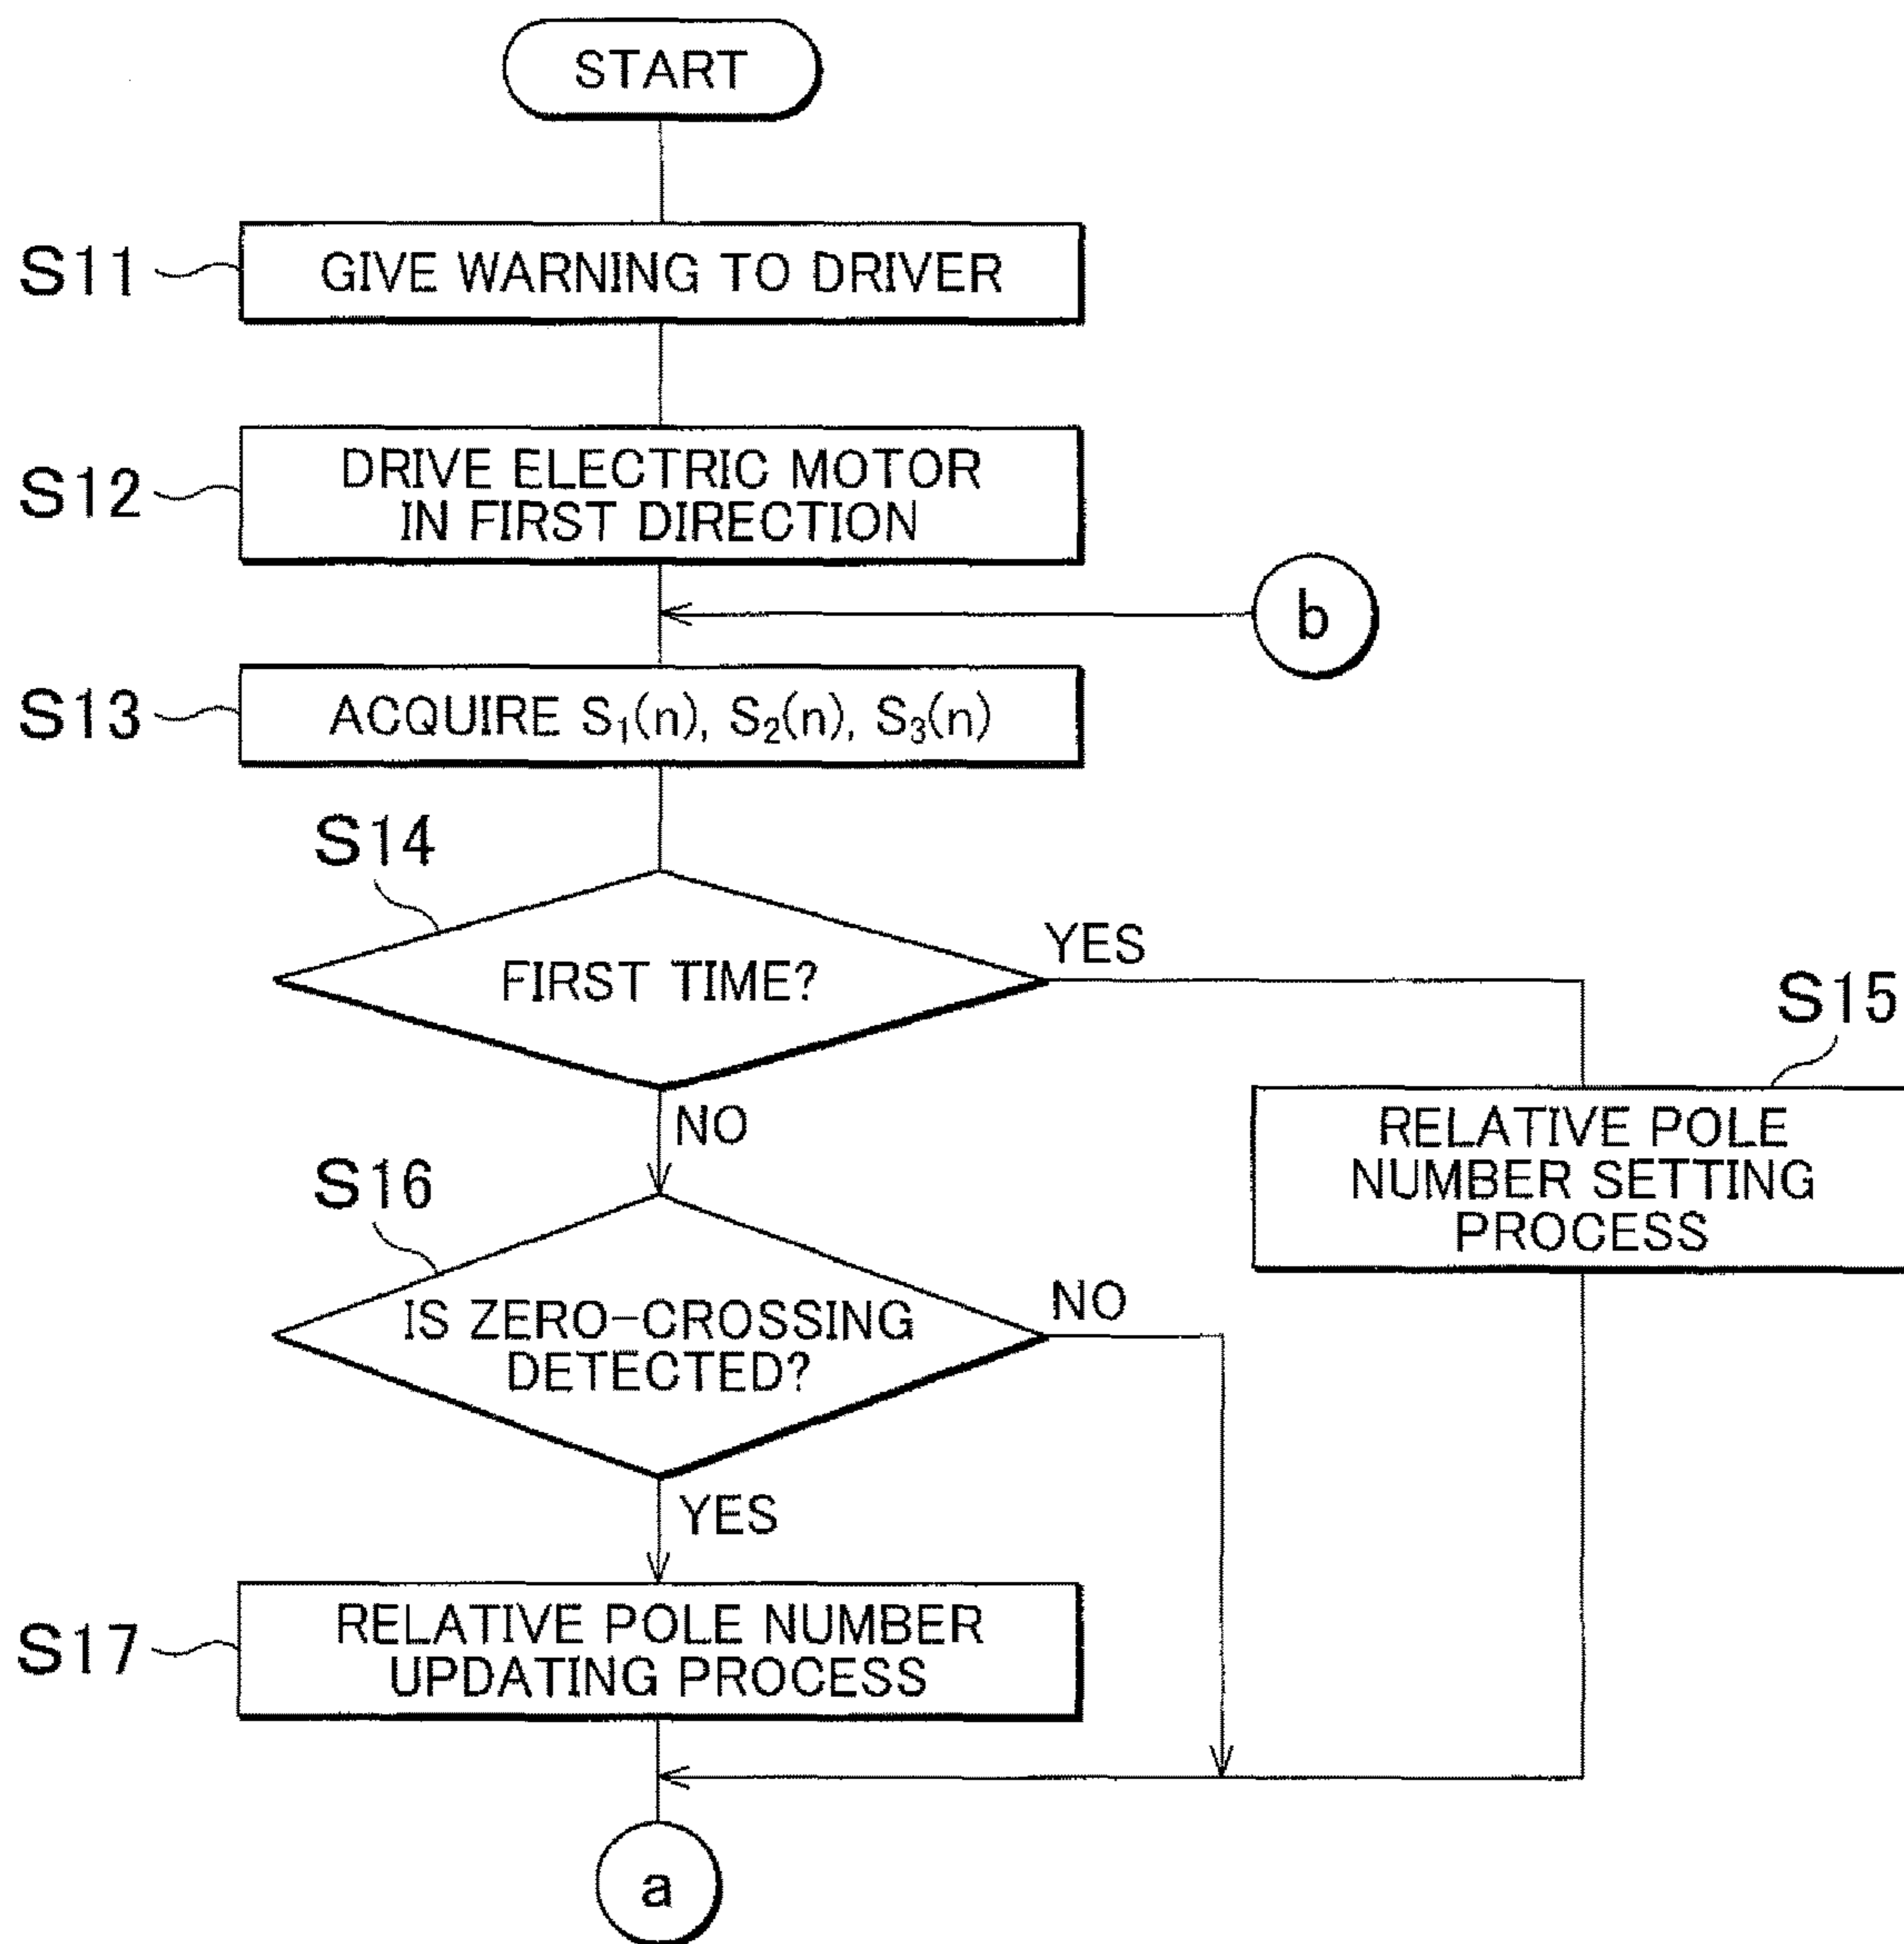 START
S11
GIVE WARNING TO DRIVER
S12
DRIVE ELECTRIC MOTOR
IN FIRST DIRECTION
b
S13
ACQUIRE S₁(n), S₂(n), S₃(n)
S14
FIRST TIME?
YES
NO
S15
RELATIVE POLE
NUMBER SETTING
PROCESS
S16
IS ZERO-CROSSING
DETECTED?
NO
YES
S17
RELATIVE POLE NUMBER
UPDATING PROCESS
a